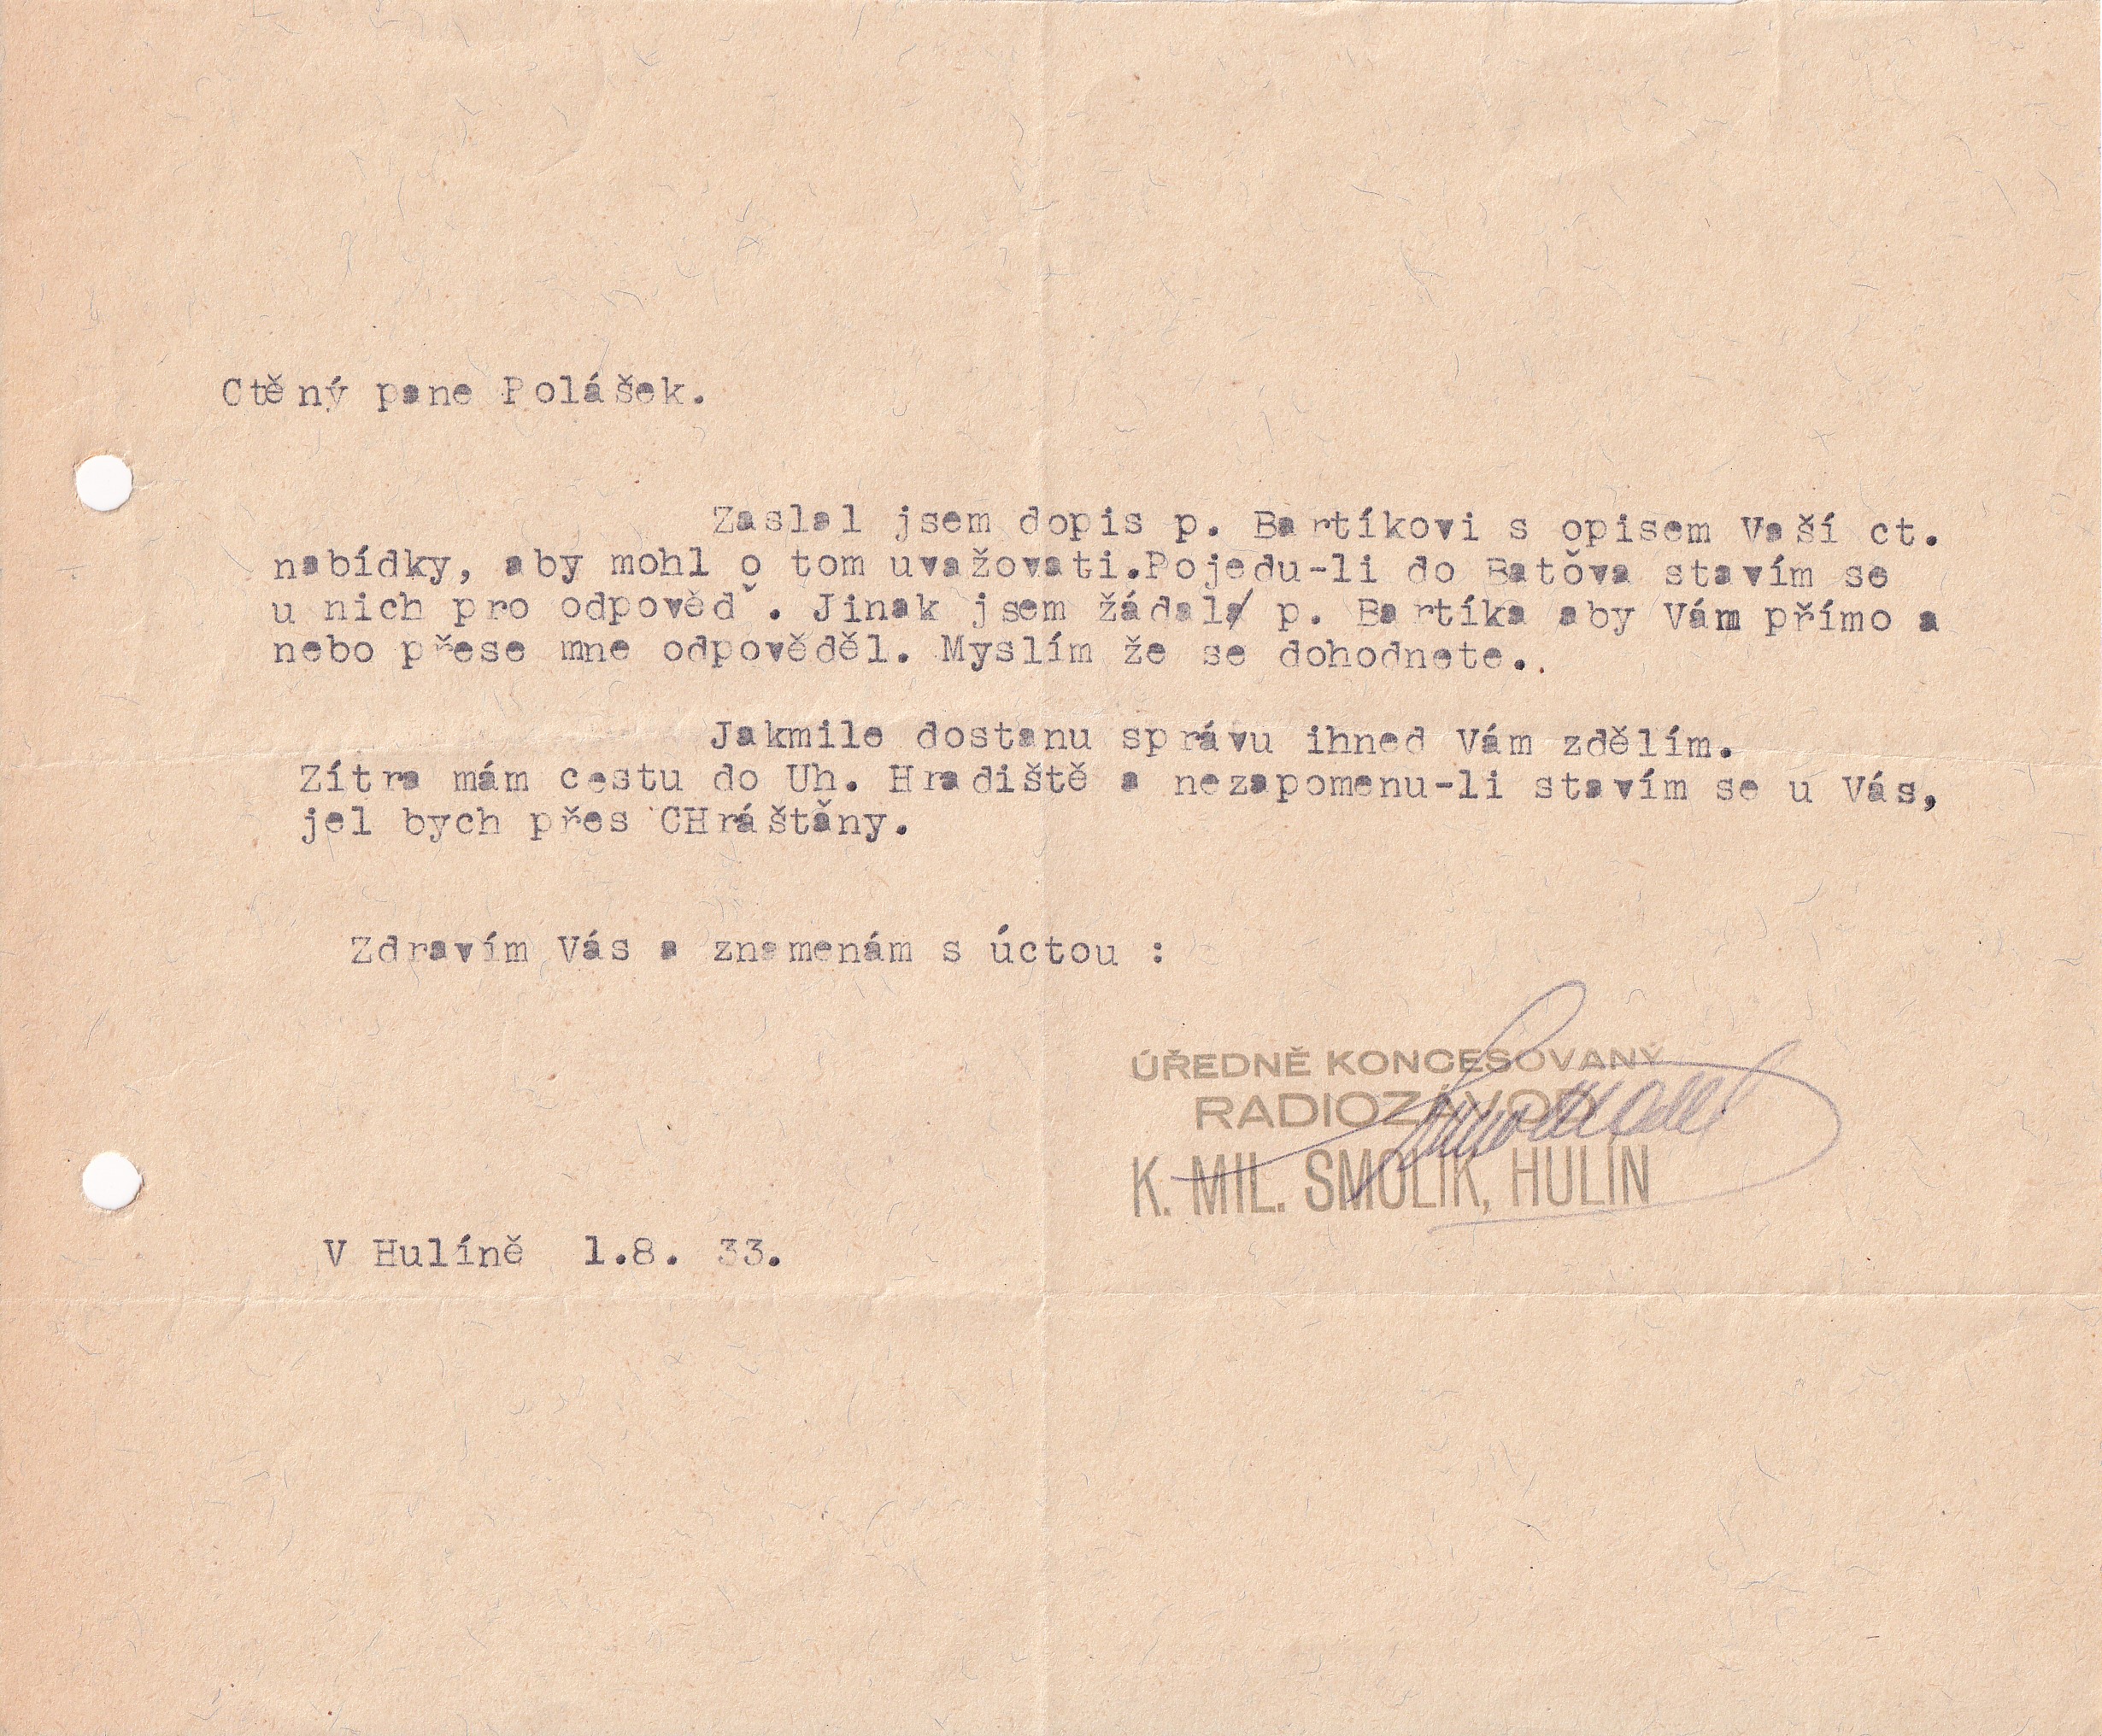 Ctěný pane Polášek.
Zaslal jsem dopis p. Bartíkovi s opisem Vaší ct.
nabídky, aby mohl o tom uvažovati.Pojedu-li do Baťova stavím se
u nich pro odpověďˇ. Jinak jsem žádal p. Bartíka aby Vám přímo a
nebo přese mne odpověděl. Myslím že se dohodnete..
Jakmile dostanu správu ihned Vám zdělím.
Zítra mám cestu do Uh. Hradiště a nezapomenu-li stavím se u Vás,
jel bych přes CHráštǎny.
Zdravím Vás a znamenám s úctou :
ÚŘEDNĚ KONCESOVANÝ
RADIOZÁVOD
K. MIL. SMOLÍK, HULÍN
V Hulíně 1.8. 33.